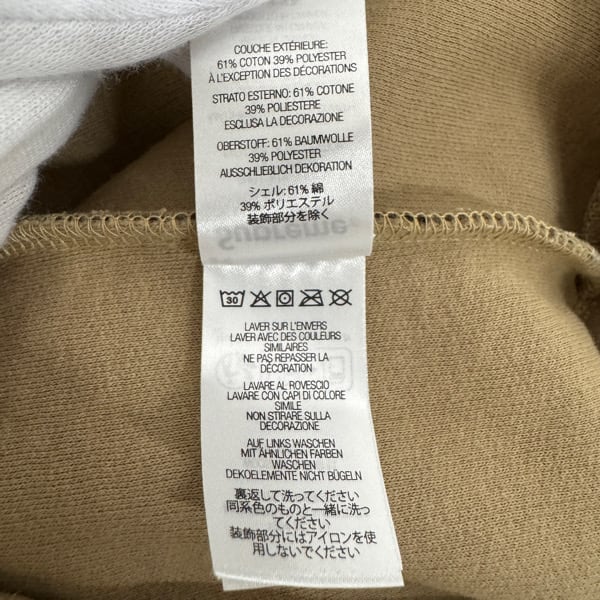 COUCHE EXTÉRIEURE:
61% COTON 39% POLYESTER
À L'EXCEPTION DES DÉCORATIONS
STRATO ESTERNO: 61% COTONE
39% POLIESTERE
ESCLUSA LA DECORAZIONE
OBERSTOFF: 61% BAUMWOLLE
39% POLYESTER
AUSSCHLIEBLICH DEKORATION
シェル: 61% 綿
39% ポリエステル
装飾部分を除く
Supreme
30
LAVER SUR L'ENVERS
LAVER AVEC DES COULEURS
SIMILAIRES
NE PAS REPASSER LA
DÉCORATION
LAVARE AL ROVESCIO
LAVARE CON CAPI DI COLORE
SIMILE
NON STIRARE SULLA
DECORAZIONE
AUF LINKS WASCHEN
MIT ÄHNLICHEN FARBEN
WASCHEN
DEKOELEMENTE NICHT BÜGELN
裏返して洗ってください
同系色のものと一緒に洗っ
てください
装飾部分にはアイロンを使
用しないでください